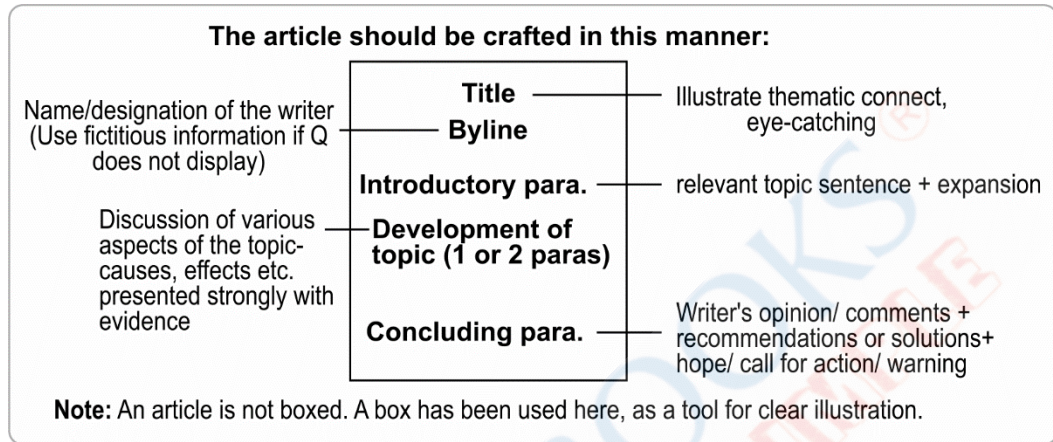 The article should be crafted in this manner:
Title
Illustrate thematic connect,
eye-catching
Name/designation of the writer
(Use fictitious information if Q
does not display)
Byline
Introductory para.
relevant topic sentence + expansion
Discussion of various
aspects of the topic-
causes, effects etc.
presented strongly with
evidence
Development of
topic (1 or 2 paras)
Concluding para.
Writer's opinion/ comments +
recommendations or solutions+
hope/ call for action/ warning
Note: An article is not boxed. A box has been used here, as a tool for clear illustration.
OOKS
®